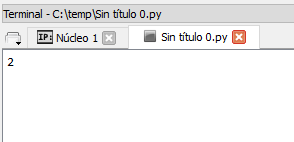 Terminal - C:\temp\Sin título 0.py
IP: Núcleo 1 Sin título 0.py
2